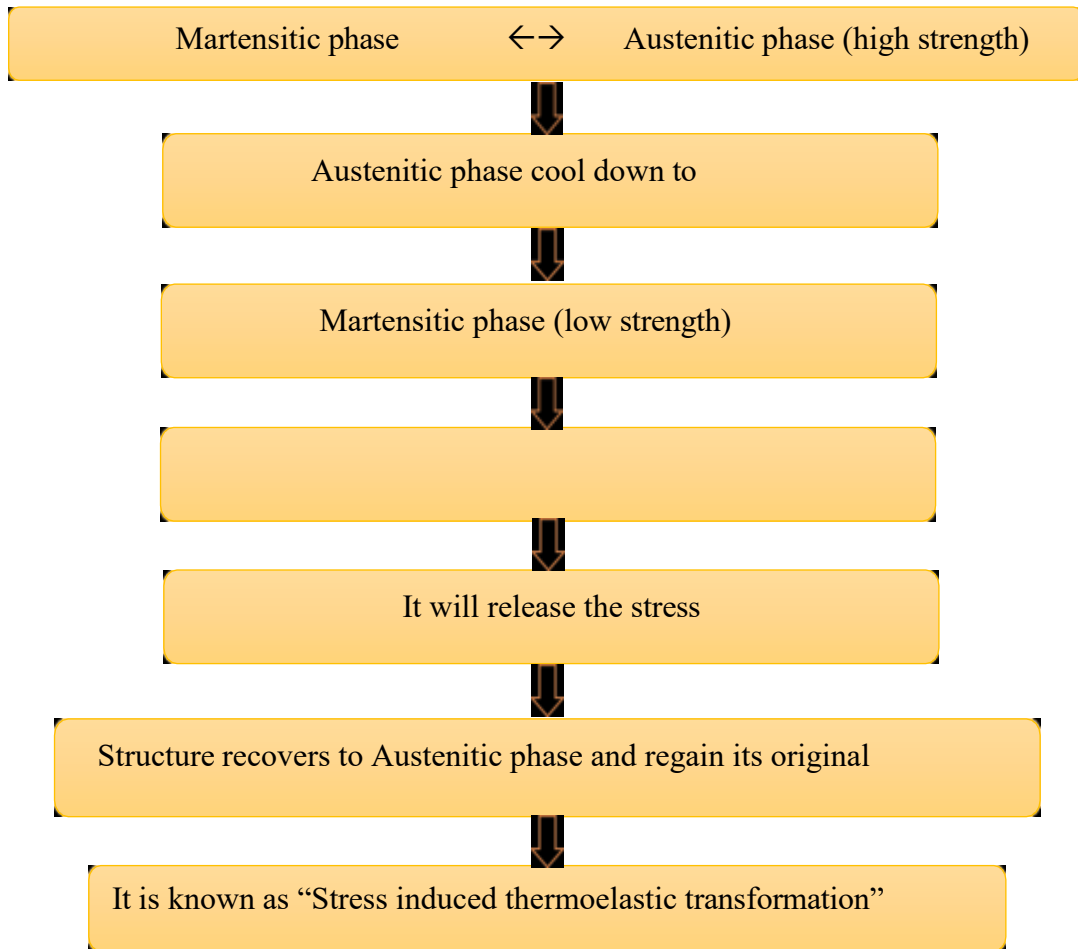 Martensitic phase ←→ Austenitic phase (high strength)
Austenitic phase cool down to
Martensitic phase (low strength)
It will release the stress
Structure recovers to Austenitic phase and regain its original
It is known as “Stress induced thermoelastic transformation”